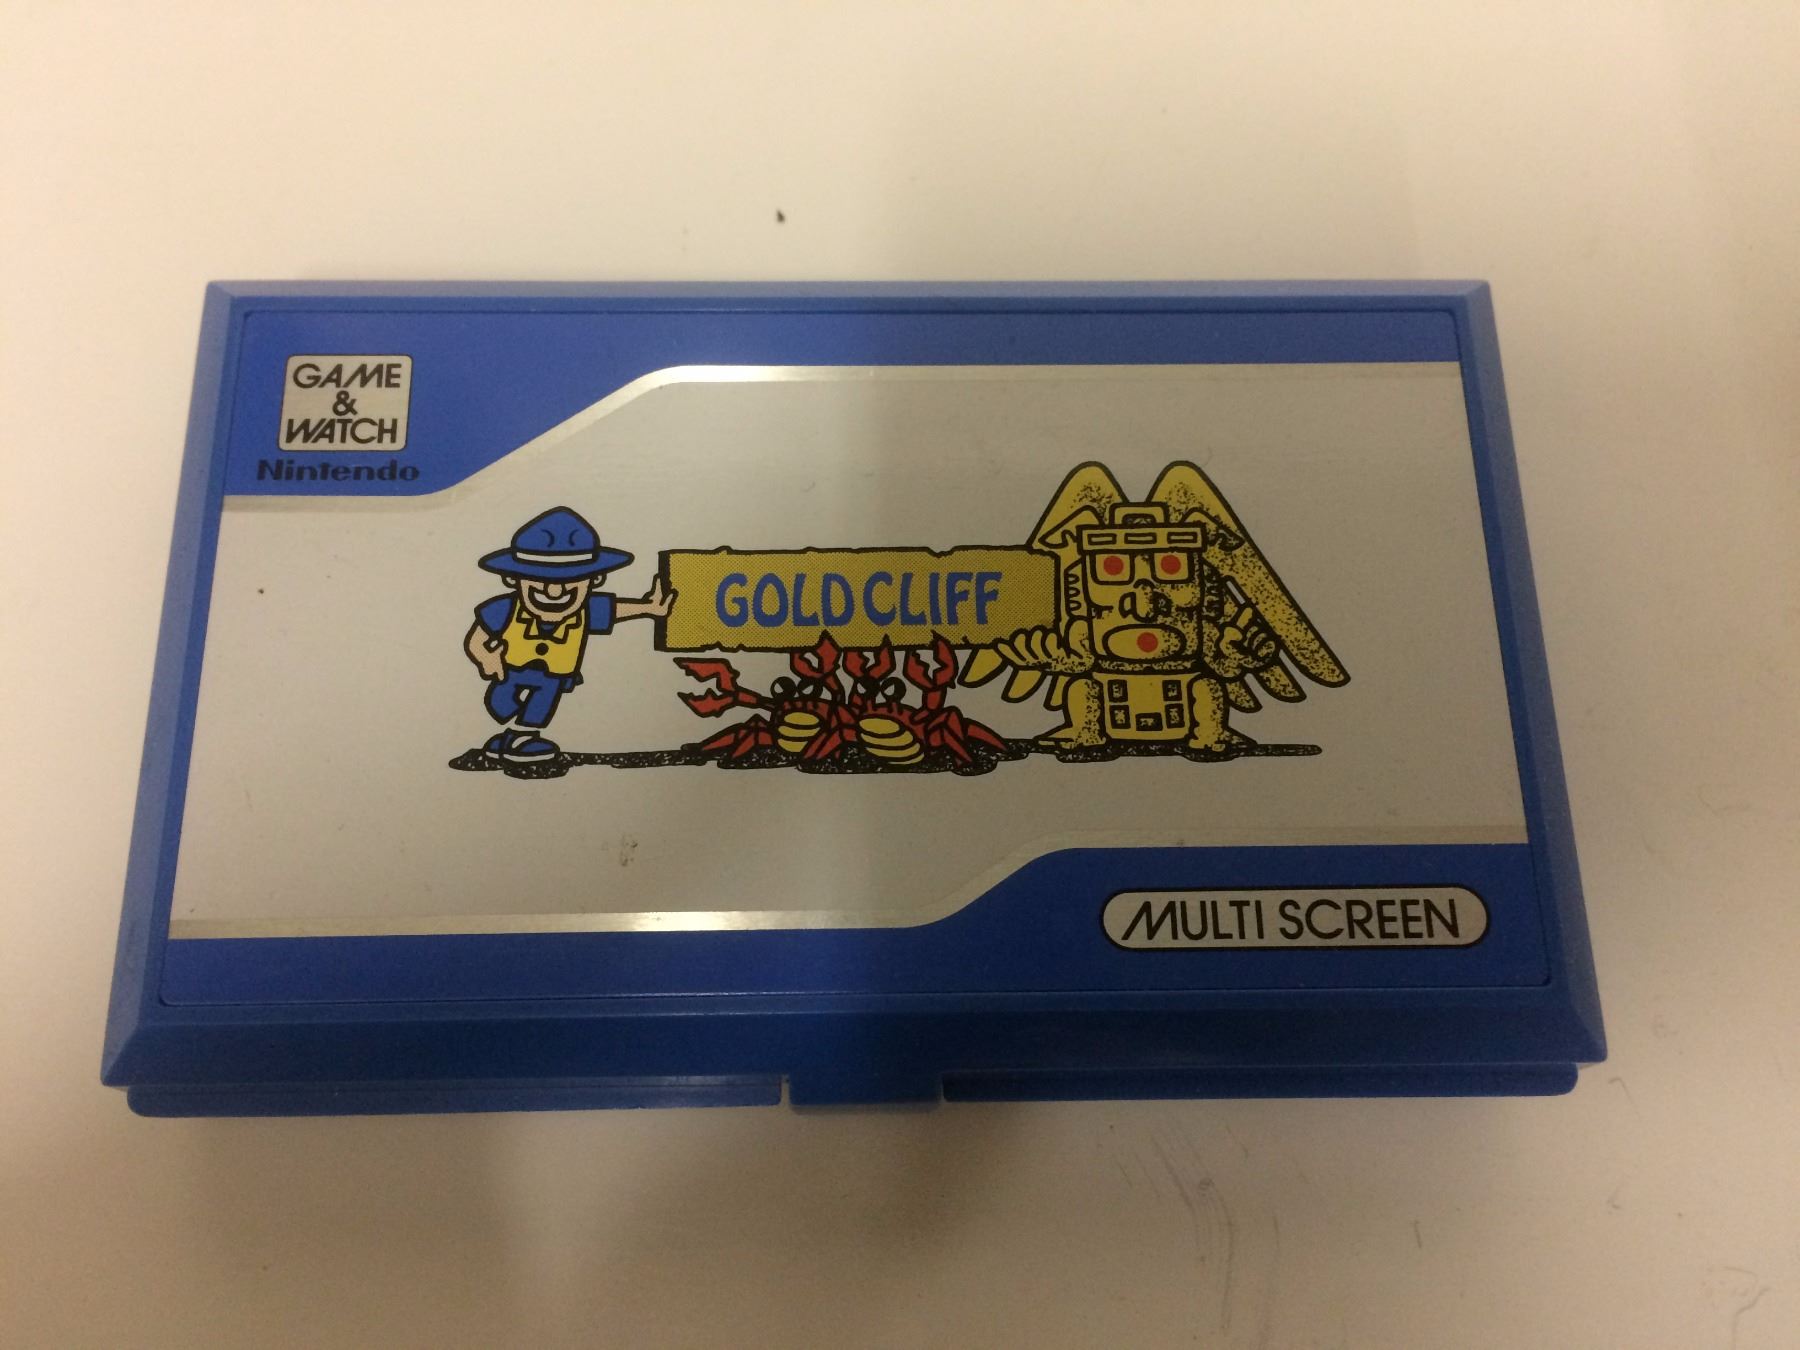 GAME
&
WATCH
Nintendo
GOLD CLIFF
MULTI SCREEN